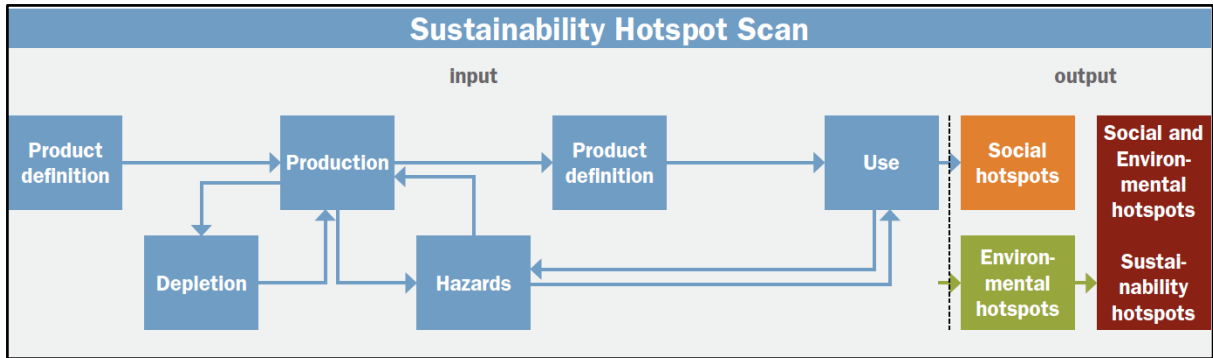 Sustainability Hotspot Scan
input
output
Product
definition
Production
Product
definition
Use
Social
hotspots
Social and
Environ-
mental
hotspots
Depletion
Hazards
Environ-
mental
hotspots
Sustai-
nability
hotspots